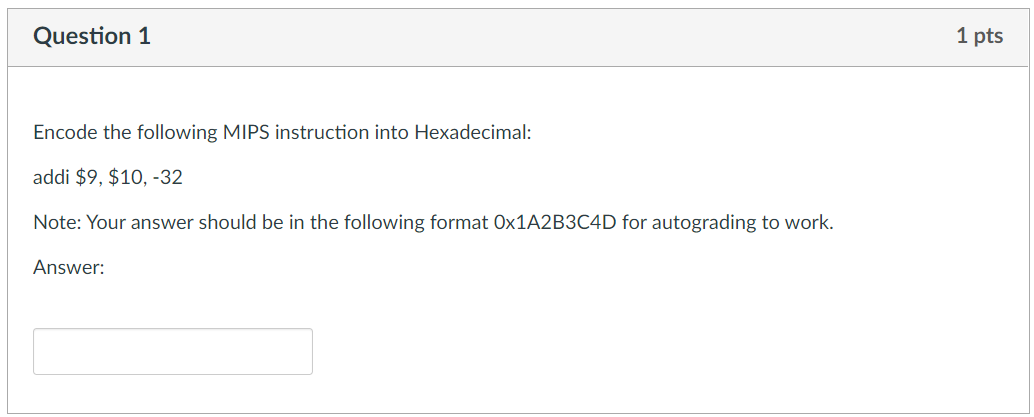 Question 1
1 pts
Encode the following MIPS instruction into Hexadecimal:
addi $9, $10, -32
Note: Your answer should be in the following format 0x1A2B3C4D for autograding to work.
Answer: